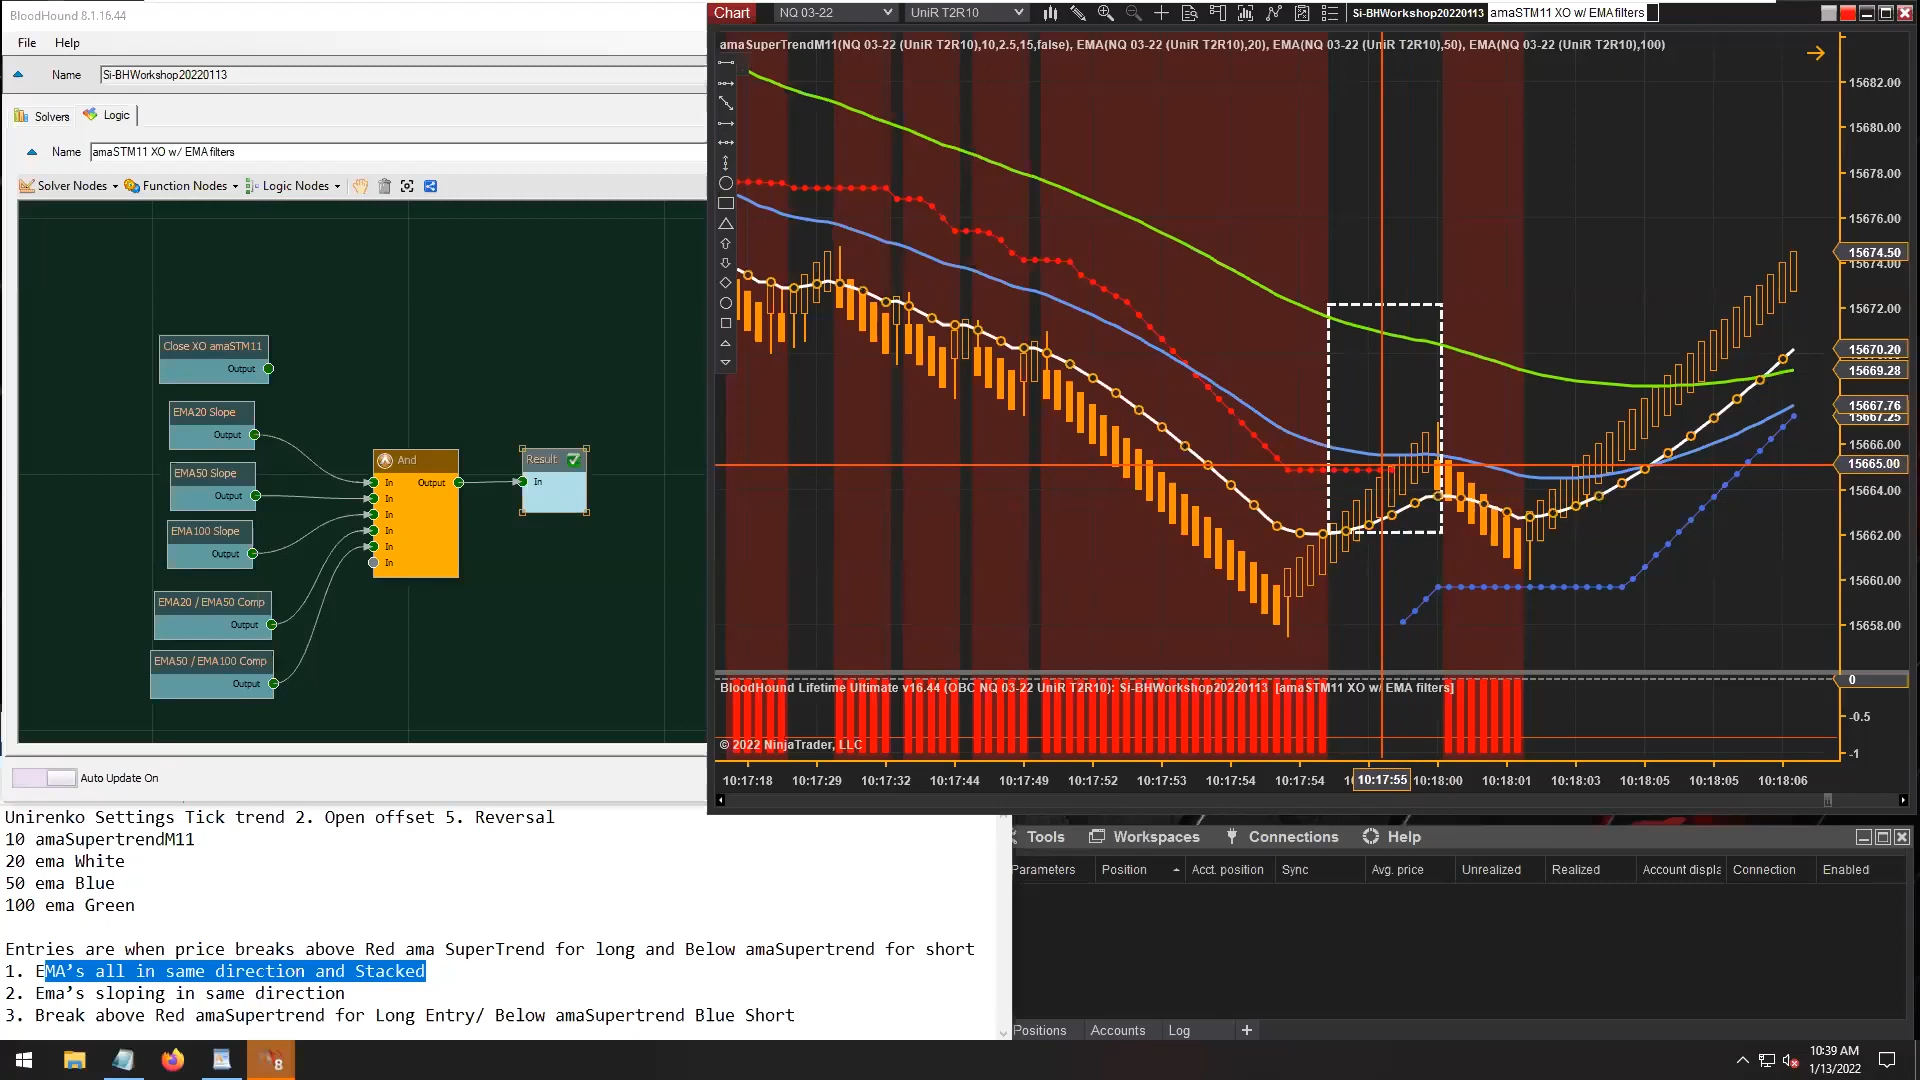 BloodHound 8.1.16.44
File Help
Name Si-BHWorkshop20220113
Solvers Logic
Name amaSTM11 XO w/ EMA filters
Solver Nodes Function Nodes Logic Nodes
Close XO amaSTM11
Output
EMA20 Slope
Output
EMA50 Slope
Output
EMA100 Slope
Output
EMA20 / EMA50 Comp
Output
EMA50 / EMA100 Comp
Output
And
In Output
In
In
In
In
In
Result
In
Auto Update On
Chart NQ 03-22 UniR T2R10 Si-BHWorkshop20220113 amaSTM11 XO w/ EMA filters
amaSuperTrendM11(NQ 03-22 (UniR T2R10),10,2.5,15,false), EMA(NQ 03-22 (UniR T2R10),20), EMA(NQ 03-22 (UniR T2R10),50), EMA(NQ 03-22 (UniR T2R10),100)
15682.00
15680.00
15678.00
15676.00
15674.50
15674.00
15672.00
15670.20
15669.28
15667.76
15667.25
15666.00
15665.00
15664.00
15662.00
15660.00
15658.00
BloodHound Lifetime Ultimate v16.44 (OBC NQ 03-22 UniR T2R10): Si-BHWorkshop20220113 [amaSTM11 XO w/ EMA filters]
0
-0.5
-1
© 2022 NinjaTrader, LLC
10:17:18 10:17:29 10:17:32 10:17:44 10:17:49 10:17:52 10:17:53 10:17:54 10:17:54 10:17:55 10:18:00 10:18:01 10:18:03 10:18:05 10:18:05 10:18:06
Unirenko Settings Tick trend 2. Open offset 5. Reversal
10 amaSupertrendM11
20 ema White
50 ema Blue
100 ema Green
Entries are when price breaks above Red ama SuperTrend for long and Below amaSupertrend for short
1. EMA’s all in same direction and Stacked
2. Ema’s sloping in same direction
3. Break above Red amaSupertrend for Long Entry/ Below amaSupertrend Blue Short
Tools Workspaces Connections Help
Parameters Position Acct. position Sync Avg. price Unrealized Realized Account displa Connection Enabled
Positions Accounts Log +
8
10:39 AM
1/13/2022